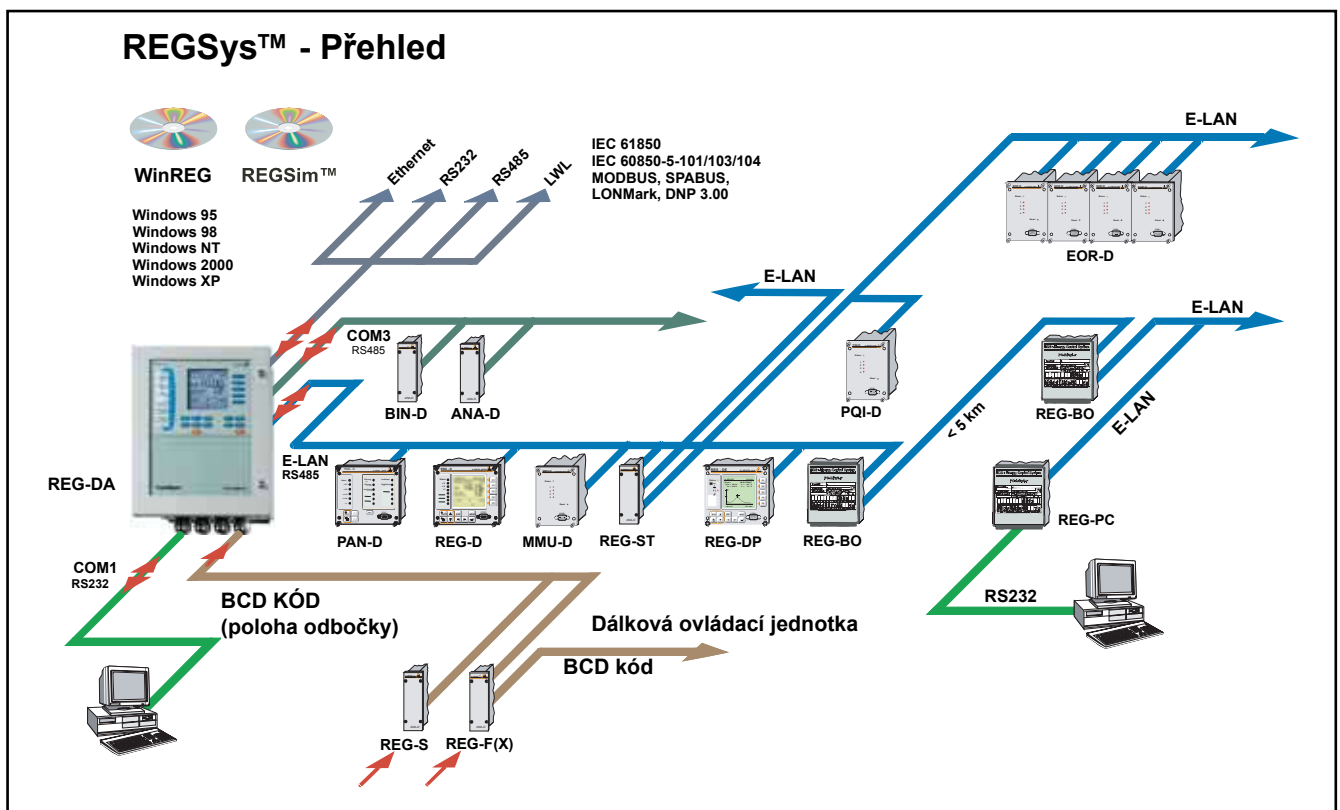 REGSys™ - Přehled
WinREG
REGSim™
Windows 95
Windows 98
Windows NT
Windows 2000
Windows XP
Ethernet
RS232
RS485
LWL
IEC 61850
IEC 60850-5-101/103/104
MODBUS, SPABUS,
LONMark, DNP 3.00
E-LAN
EOR-D
E-LAN
E-LAN
COM3
RS485
BIN-D
ANA-D
PQI-D
< 5 km
REG-BO
E-LAN
REG-DA
E-LAN
RS485
PAN-D
REG-D
MMU-D
REG-ST
REG-DP
REG-BO
REG-PC
COM1
RS232
BCD KÓD
(poloha odbočky)
RS232
Dálková ovládací jednotka
BCD kód
REG-S
REG-F(X)